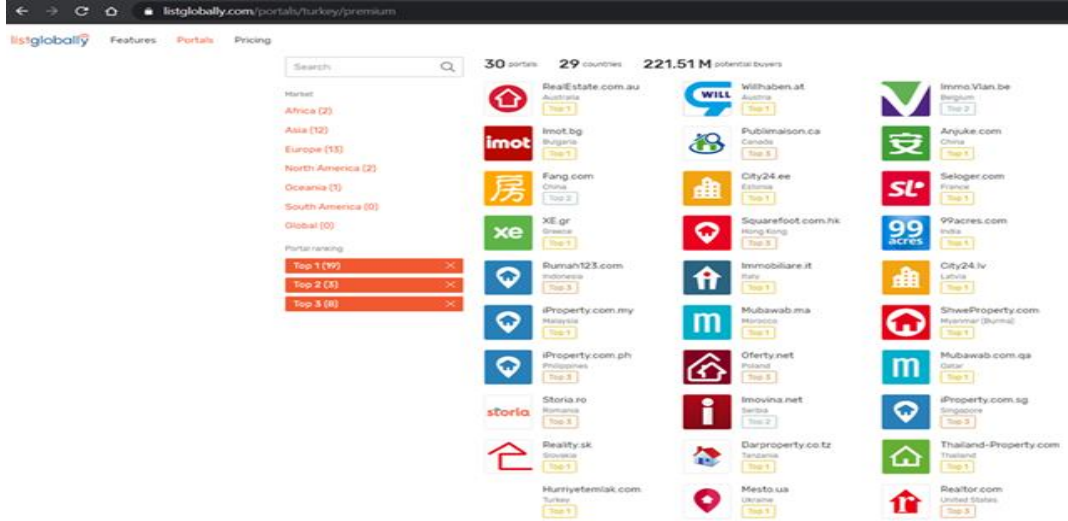 listglobally.com/portals/turkey/premium
listglobally Features Portals Pricing
Search
30 portals 29 countries 221.51 M potential buyers
Market
Africa (2)
Asia (12)
Europe (13)
North America (2)
Oceania (1)
South America (0)
Global (0)
Portal ranking
Top 1 (19)
Top 2 (3)
Top 3 (8)
RealEstate.com.au
Australia
Top 1
WILL
Willhaben.at
Austria
Top 1
Immo.Vlan.be
Belgium
Top 2
imot
Imot.bg
Bulgaria
Top 1
Publimaison.ca
Canada
Top 3
安
Anjuke.com
China
Top 1
房
Fang.com
China
Top 2
City24.ee
Estonia
Top 1
SL
Seloger.com
France
Top 1
xe
XE.gr
Greece
Top 1
Squarefoot.com.hk
Hong Kong
Top 3
99
acres
99acres.com
India
Top 1
Rumah123.com
Indonesia
Top 3
Immobiliare.it
Italy
Top 1
City24.lv
Latvia
Top 1
iProperty.com.my
Malaysia
Top 1
m
Mubawab.ma
Morocco
Top 1
ShweProperty.com
Myanmar (Burma)
Top 1
iProperty.com.ph
Philippines
Top 3
Oferty.net
Poland
Top 3
m
Mubawab.com.qa
Qatar
Top 1
storia
Storia.ro
Romania
Top 3
i
Imovina.net
Serbia
Top 2
iProperty.com.sg
Singapore
Top 3
Reality.sk
Slovakia
Top 1
Darproperty.co.tz
Tanzania
Top 1
Thailand-Property.com
Thailand
Top 1
Hurriyetemlak.com
Turkey
Top 1
Mesto.ua
Ukraine
Top 1
r
Realtor.com
United States
Top 3